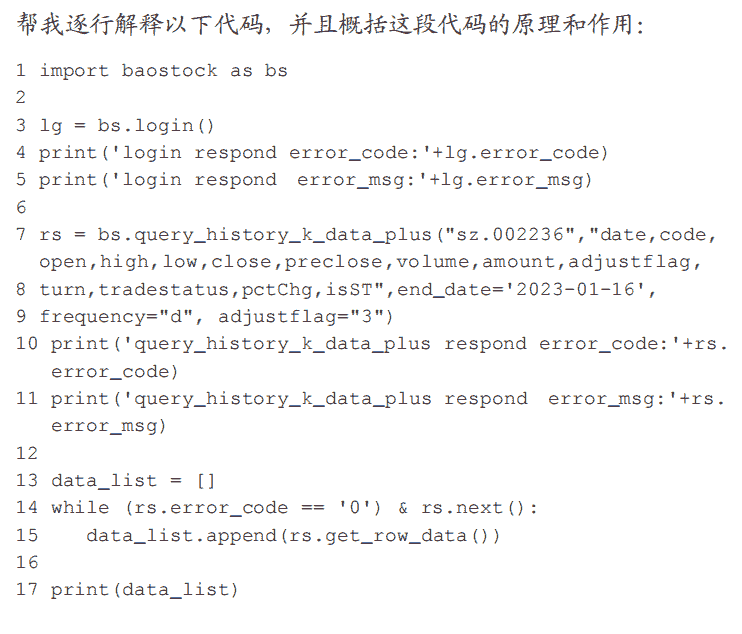 帮我逐行解释以下代码，并且概括这段代码的原理和作用：
1 import baostock as bs
2
3 lg = bs.login()
4 print('login respond error_code:'+lg.error_code)
5 print('login respond  error_msg:'+lg.error_msg)
6
7 rs = bs.query_history_k_data_plus("sz.002236","date,code,
open,high,low,close,preclose,volume,amount,adjustflag,
8 turn,tradestatus,pctChg,isST",end_date='2023-01-16',
9 frequency="d", adjustflag="3")
10 print('query_history_k_data_plus respond error_code:'+rs.
error_code)
11 print('query_history_k_data_plus respond  error_msg:'+rs.
error_msg)
12
13 data_list = []
14 while (rs.error_code == '0') & rs.next():
15    data_list.append(rs.get_row_data())
16
17 print(data_list)